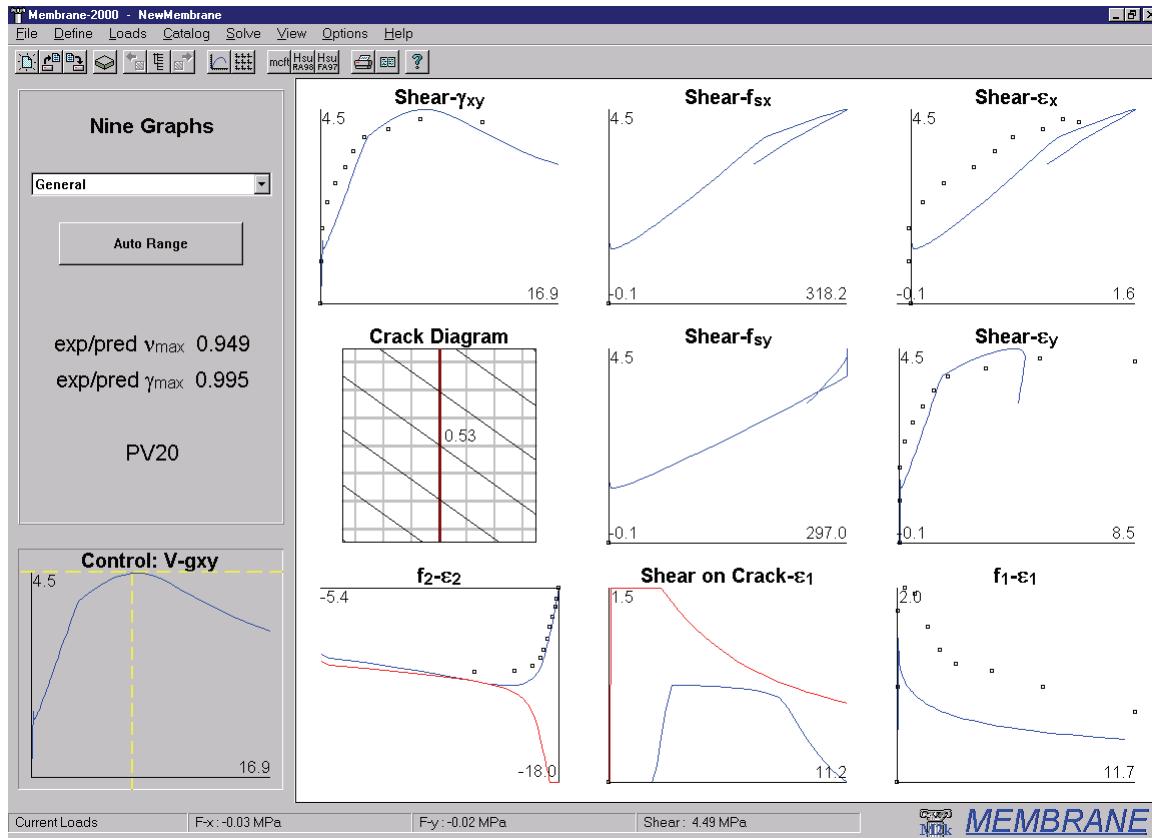 Membrane-2000 - NewMembrane
File Define Loads Catalog Solve View Options Help
mcft Hsu RA98 Hsu FA97 ?
Nine Graphs
General
Auto Range
exp/pred νmax 0.949
exp/pred γmax 0.995
PV20
Control: V-gxy
4.5
16.9
Shear-γxy
4.5
16.9
Shear-fsx
4.5
-0.1
318.2
Shear-εx
4.5
-0.1
1.6
Crack Diagram
0.53
Shear-fsy
4.5
-0.1
297.0
Shear-εy
4.5
-0.1
8.5
f2-ε2
-5.4
-18.0
Shear on Crack-ε1
1.5
11.2
f1-ε1
2.0
11.7
Current Loads F-x: -0.03 MPa F-y: -0.02 MPa Shear: 4.49 MPa
M2k MEMBRANE